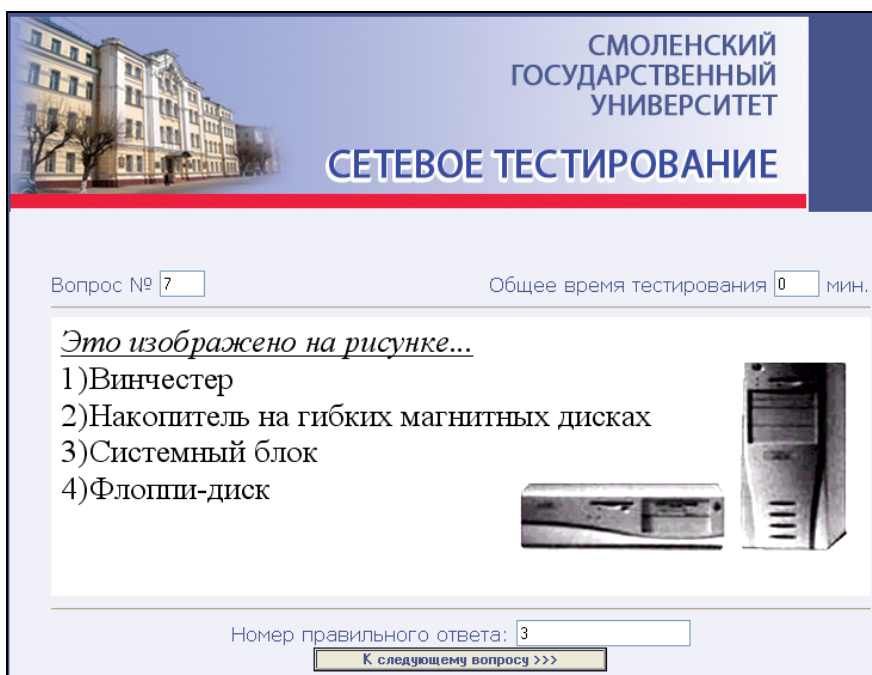 СМОЛЕНСКИЙ
ГОСУДАРСТВЕННЫЙ
УНИВЕРСИТЕТ
СЕТЕВОЕ ТЕСТИРОВАНИЕ
Вопрос № 7 Общее время тестирования 0 мин.
Это изображено на рисунке...
1)Винчестер
2)Накопитель на гибких магнитных дисках
3)Системный блок
4)Флоппи-диск
Номер правильного ответа: 3
К следующему вопросу >>>